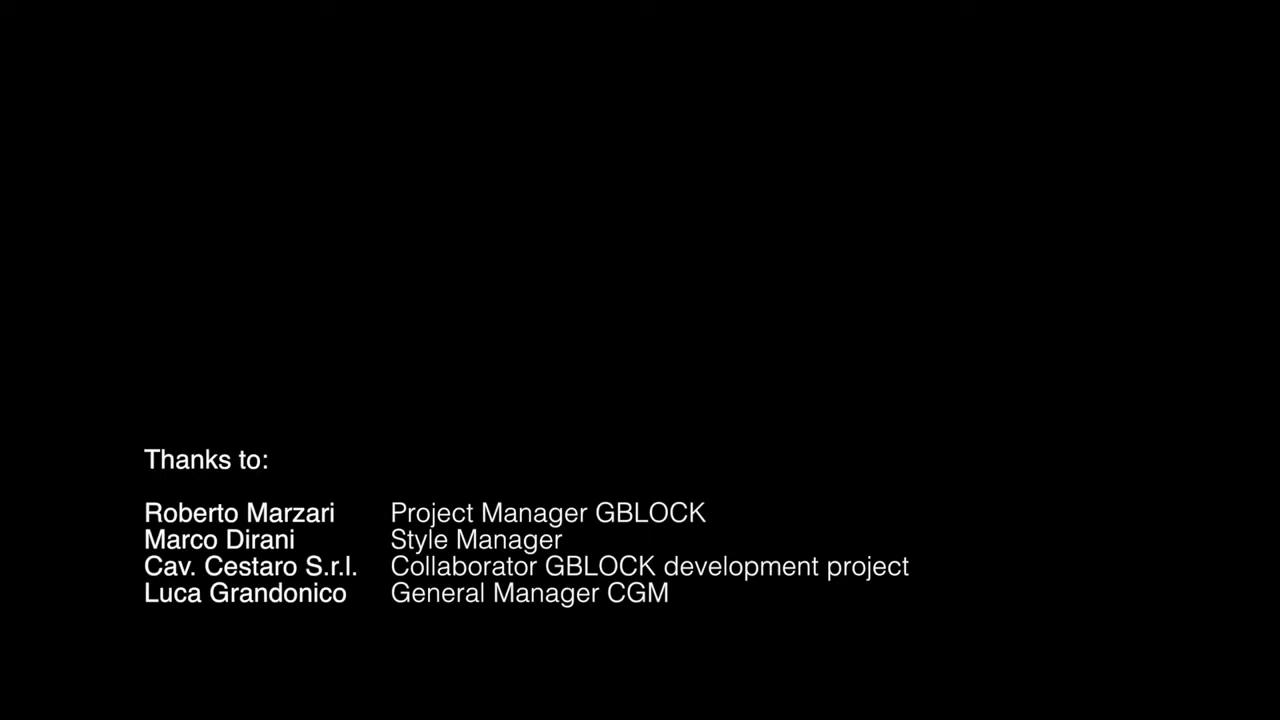 Thanks to:
Roberto Marzari Project Manager GBLOCK
Marco Dirani Style Manager
Cav. Cestaro S.r.l. Collaborator GBLOCK development project
Luca Grandonico General Manager CGM